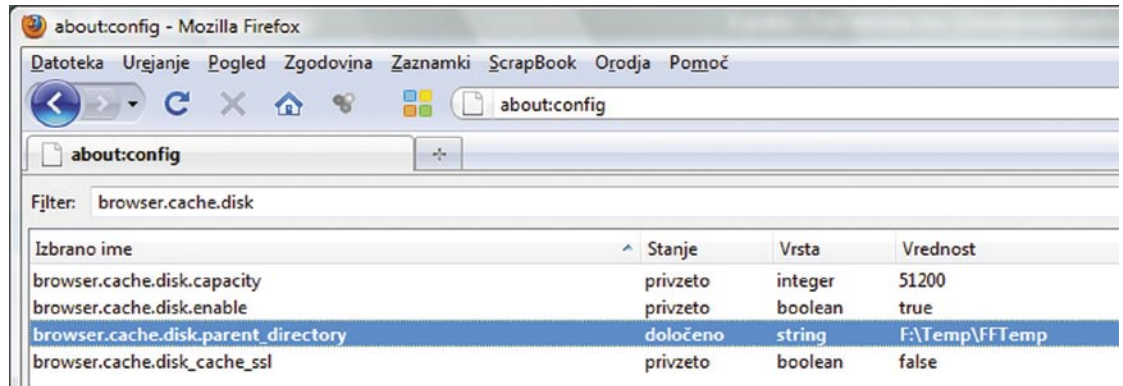 about:config - Mozilla Firefox
Datoteka Urejanje Pogled Zgodovina Zaznamki ScrapBook Orodja Pomoč
about:config
about:config
Filter: browser.cache.disk
Izbrano ime Stanje Vrsta Vrednost
browser.cache.disk.capacity privzeto integer 51200
browser.cache.disk.enable privzeto boolean true
browser.cache.disk.parent_directory določeno string F:\Temp\FFTemp
browser.cache.disk_cache_ssl privzeto boolean false